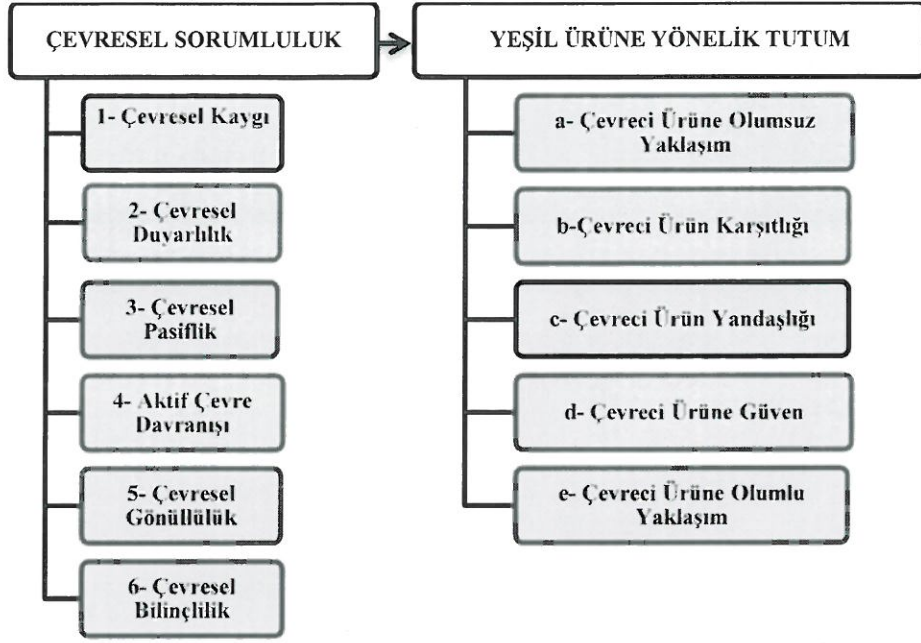 ÇEVRESEL SORUMLULUK
1- Çevresel Kaygı
2- Çevresel
Duyarlılık
3- Çevresel
Pasiflik
4- Aktif Çevre
Davranışı
5- Çevresel
Gönüllülük
6- Çevresel
Bilinçlilik
YEŞİL ÜRÜNE YÖNELİK TUTUM
a- Çevreci Ürüne Olumsuz
Yaklaşım
b-Çevreci Ürün Karşıtlığı
c- Çevreci Ürün Yandaşlığı
d- Çevreci Ürüne Güven
e- Çevreci Ürüne Olumlu
Yaklaşım